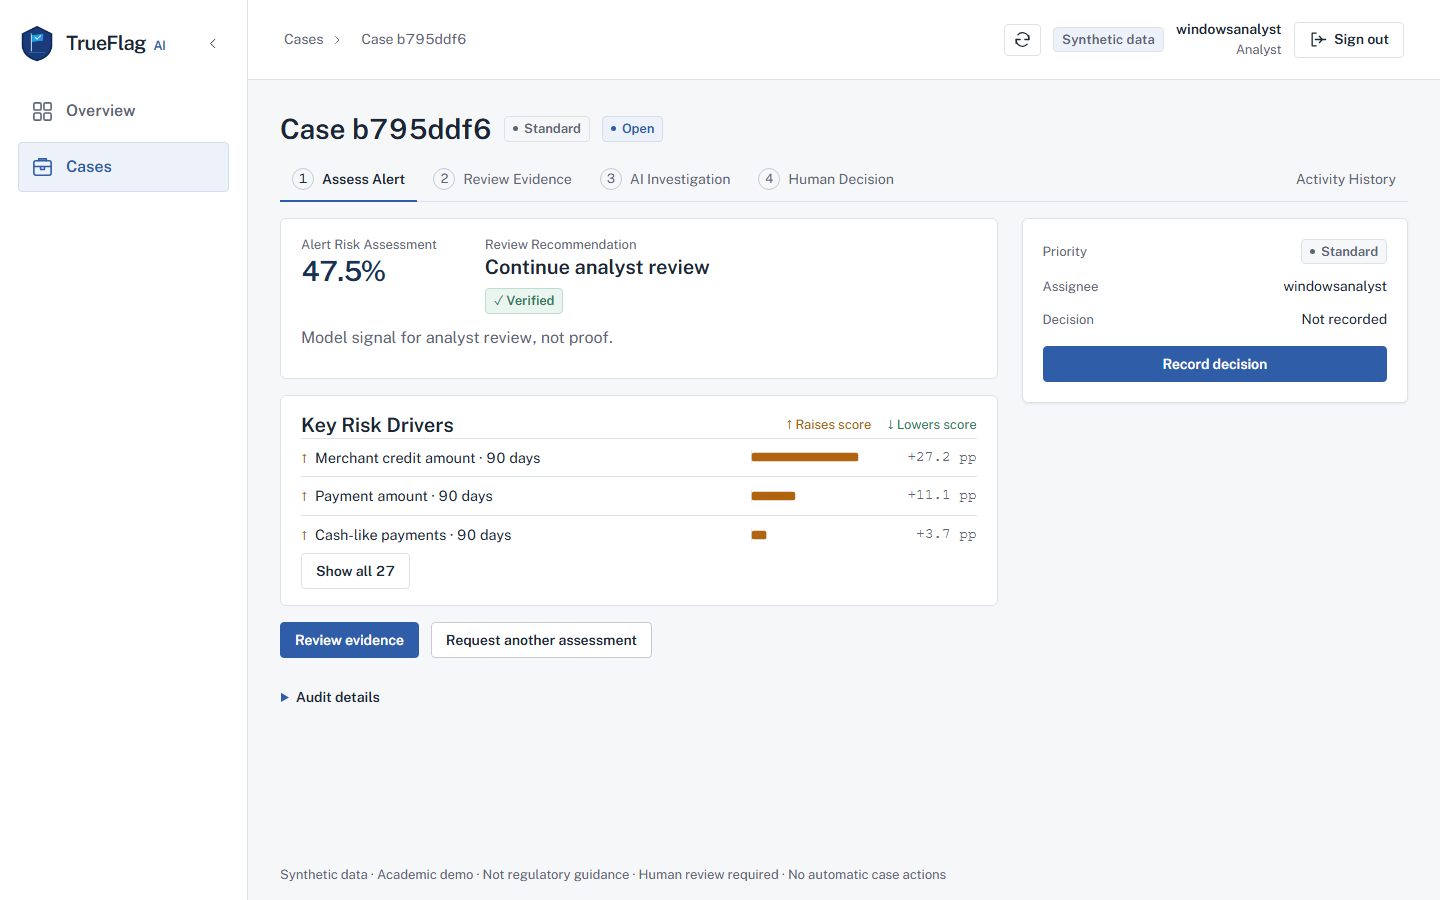 TrueFlag AI
Overview
Cases
Cases > Case b795ddf6
Synthetic data
windowsanalyst
Analyst
Sign out
Case b795ddf6
• Standard
• Open
1 Assess Alert
2 Review Evidence
3 AI Investigation
4 Human Decision
Activity History
Alert Risk Assessment
47.5%
Review Recommendation
Continue analyst review
✓ Verified
Model signal for analyst review, not proof.
Priority
• Standard
Assignee
windowsanalyst
Decision
Not recorded
Record decision
Key Risk Drivers
↑ Raises score
↓ Lowers score
↑ Merchant credit amount · 90 days +27.2 pp
↑ Payment amount · 90 days +11.1 pp
↑ Cash-like payments · 90 days +3.7 pp
Show all 27
Review evidence
Request another assessment
Audit details
Synthetic data · Academic demo · Not regulatory guidance · Human review required · No automatic case actions